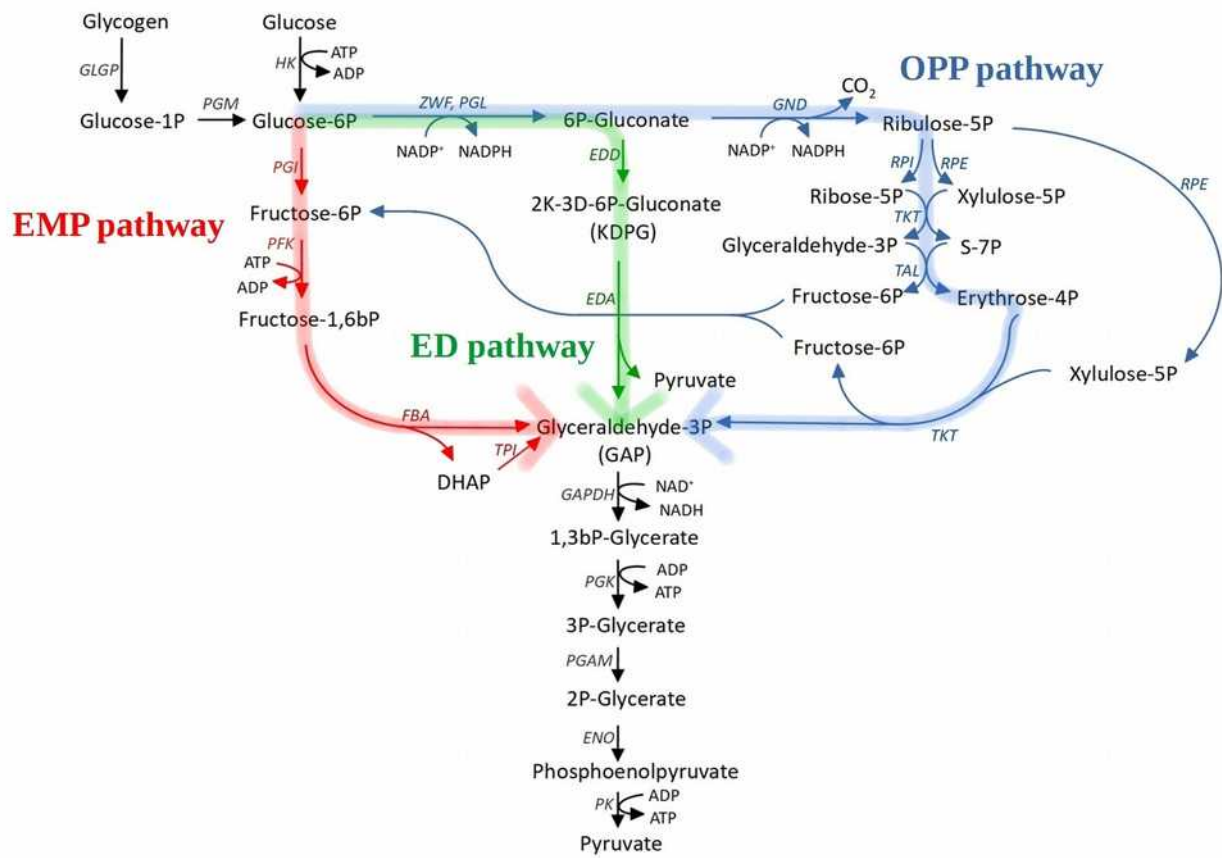 Glycogen
Glucose
GLGP
HK
ATP
ADP
OPP pathway
CO2
Glucose-1P
PGM
Glucose-6P
ZWF, PGL
6P-Gluconate
GND
Ribulose-5P
NADP+
NADPH
NADP+
NADPH
PGI
EDD
RPI
RPE
RPE
EMP pathway
Fructose-6P
2K-3D-6P-Gluconate
(KDPG)
Ribose-5P
Xylulose-5P
TKT
PFK
ATP
ADP
Glyceraldehyde-3P
S-7P
TAL
Fructose-1,6bP
EDA
Fructose-6P
Erythrose-4P
ED pathway
Fructose-6P
Pyruvate
Xylulose-5P
FBA
Glyceraldehyde-3P
(GAP)
TKT
TPI
DHAP
GAPDH
NAD+
NADH
1,3bP-Glycerate
PGK
ADP
ATP
3P-Glycerate
PGAM
2P-Glycerate
ENO
Phosphoenolpyruvate
PK
ADP
ATP
Pyruvate